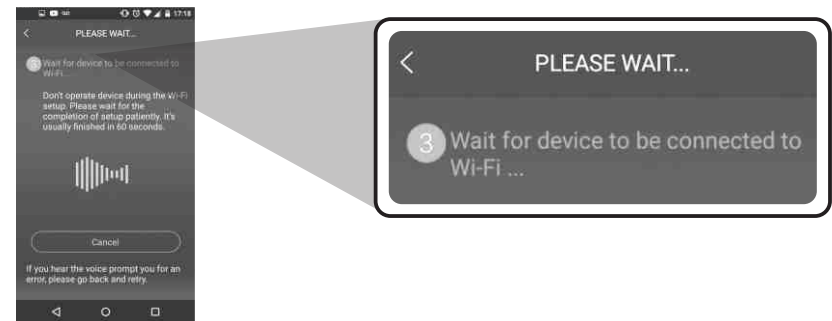 17:18
PLEASE WAIT...
3 Wait for device to be connected to
Wi-Fi ...
Don't operate device during the Wi-Fi
setup. Please wait for the
completion of setup patiently. It's
usually finished in 60 seconds.
Cancel
If you hear the voice prompt you for an
error, please go back and retry.
PLEASE WAIT...
3 Wait for device to be connected to
Wi-Fi ...